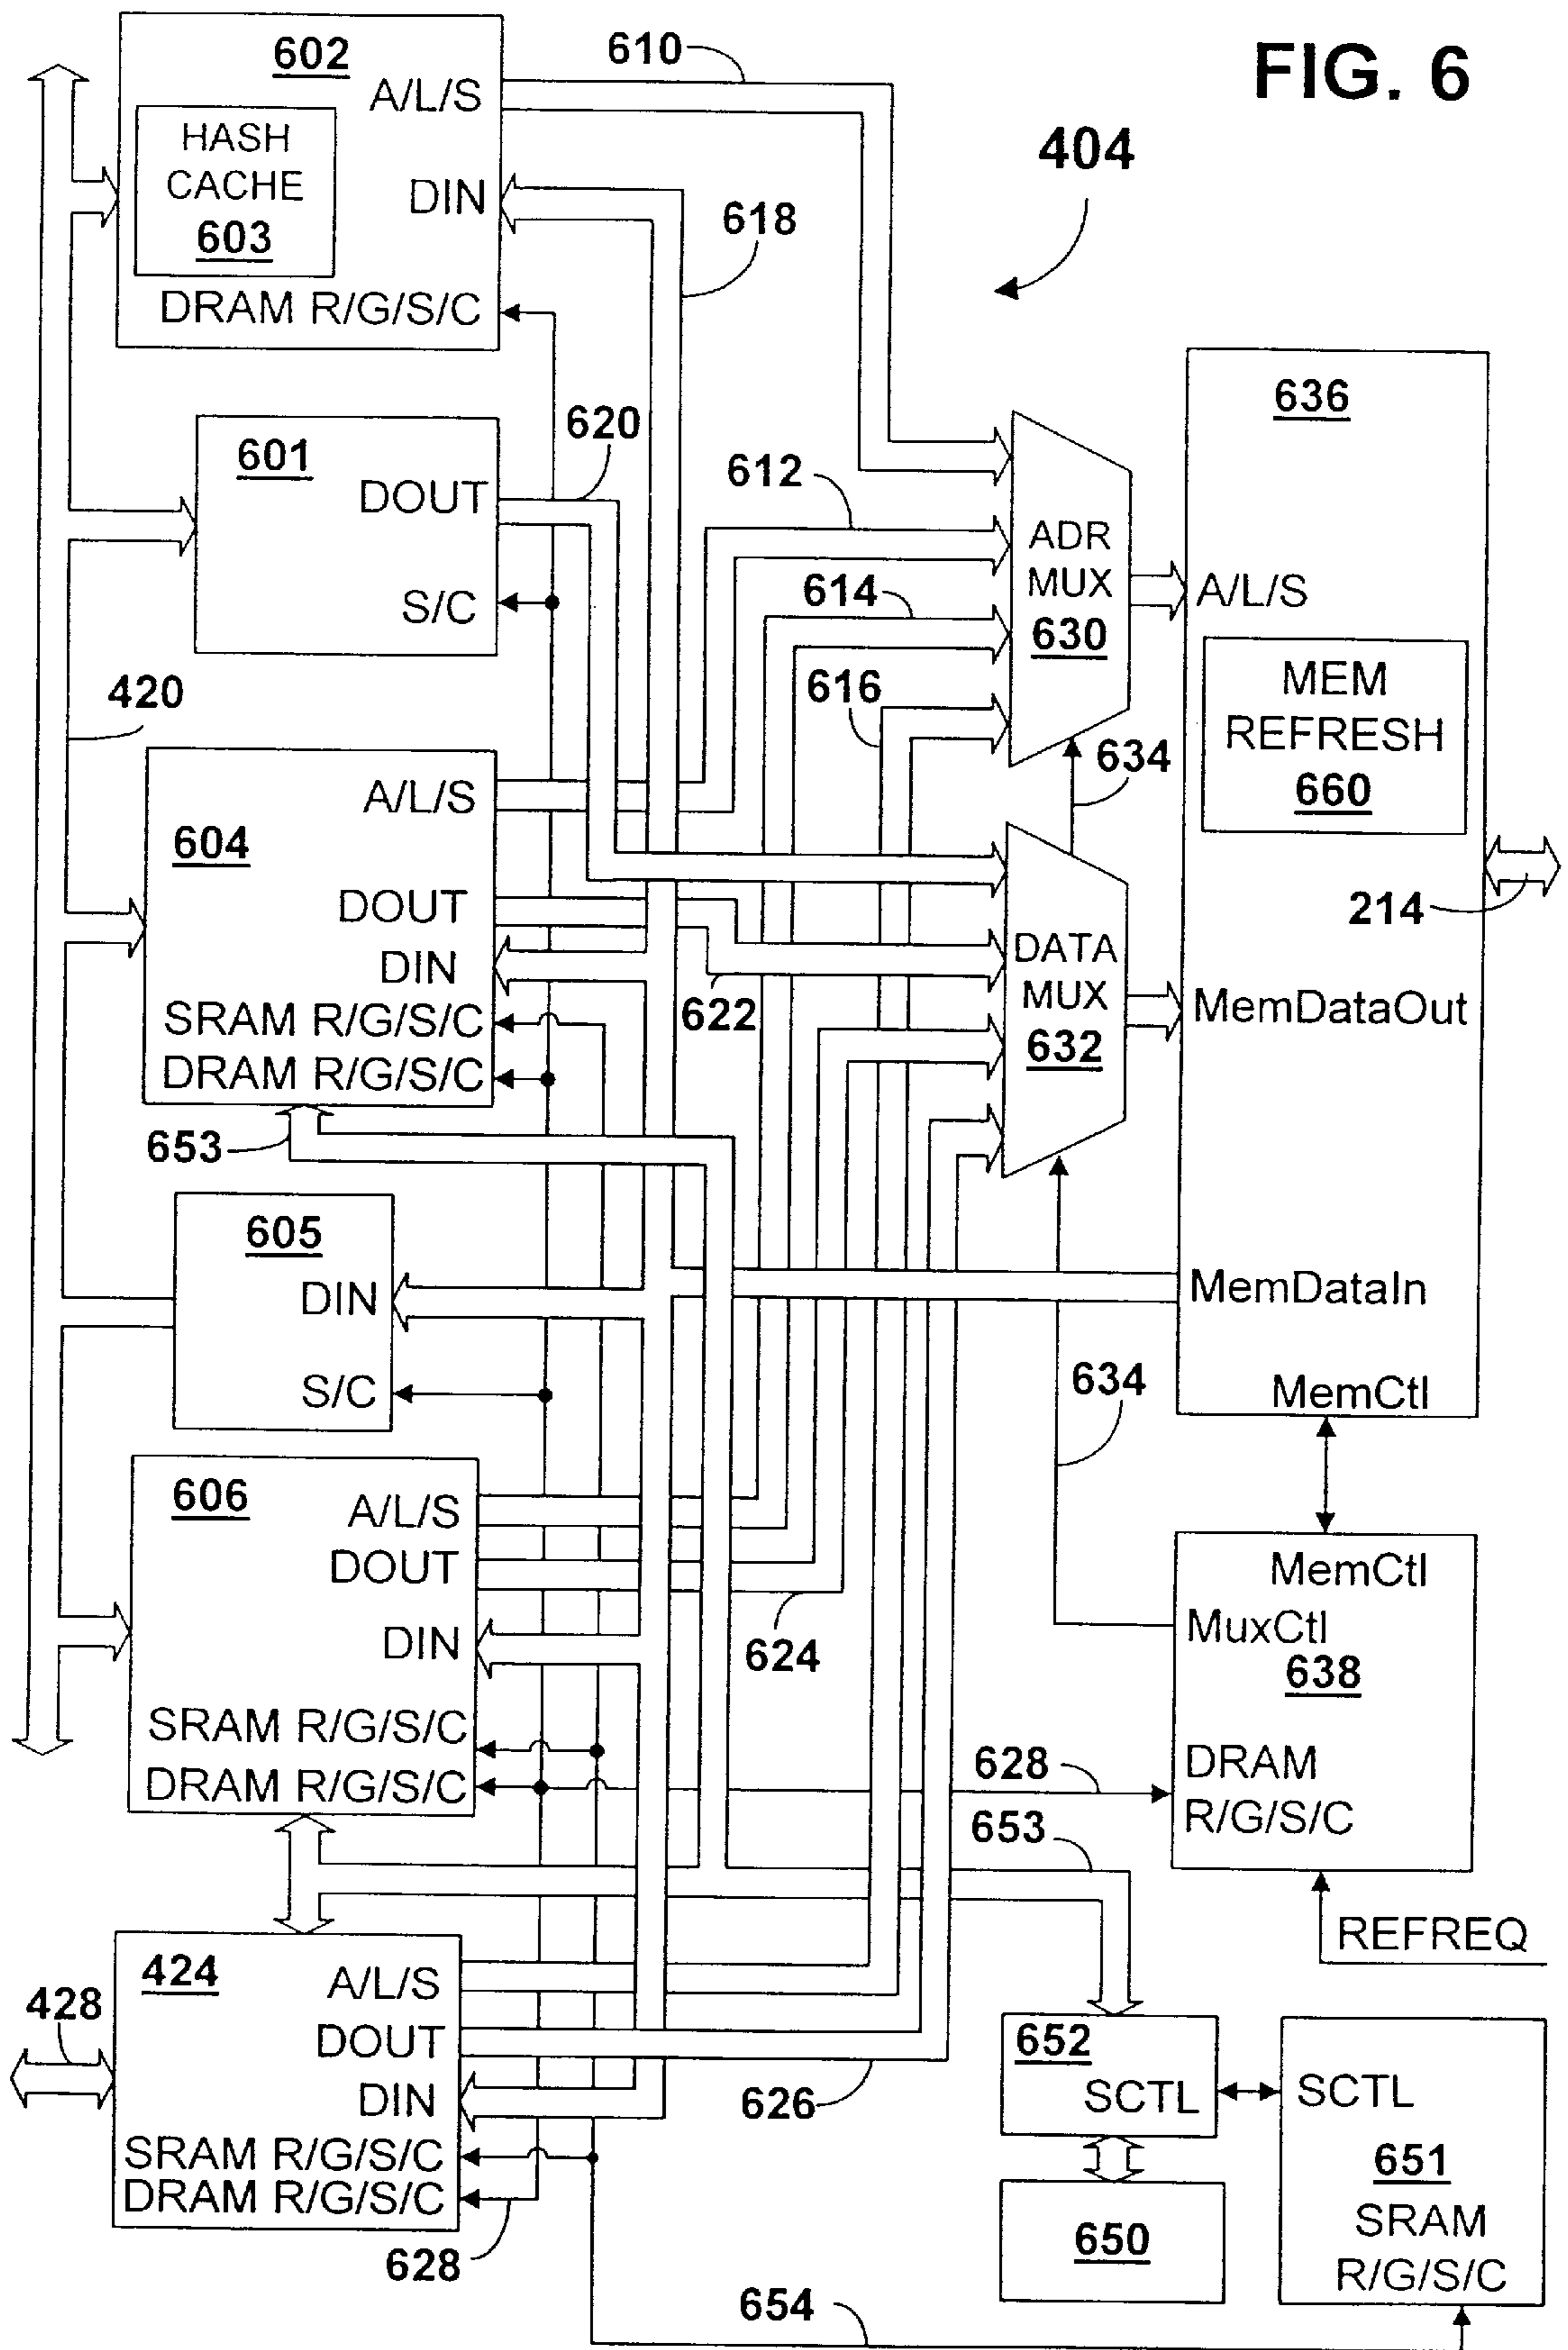 FIG. 6
404
602
A/L/S
HASH
CACHE
603
DIN
DRAM R/G/S/C
610
618
601
DOUT
S/C
620
612
614
616
420
604
A/L/S
DOUT
DIN
SRAM R/G/S/C
DRAM R/G/S/C
622
653
ADR
MUX
630
634
DATA
MUX
632
636
A/L/S
MEM
REFRESH
660
214
MemDataOut
MemDataIn
MemCtl
605
DIN
S/C
634
606
A/L/S
DOUT
DIN
SRAM R/G/S/C
DRAM R/G/S/C
624
MemCtl
MuxCtl
638
DRAM
R/G/S/C
628
653
REFREQ
424
A/L/S
DOUT
DIN
SRAM R/G/S/C
DRAM R/G/S/C
428
626
628
652
SCTL
650
SCTL
651
SRAM
R/G/S/C
654